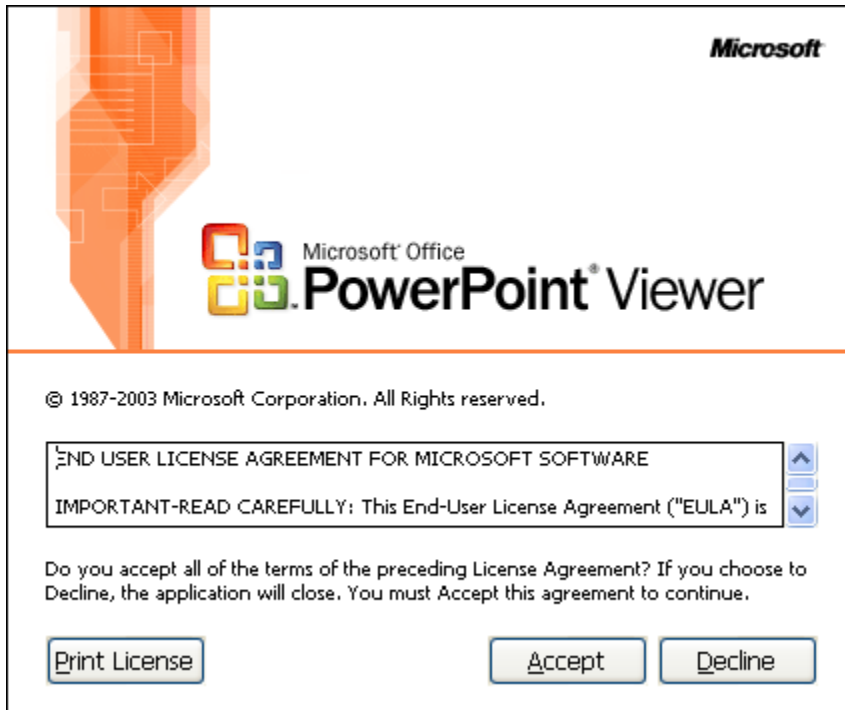 Microsoft
Microsoft® Office
PowerPoint® Viewer
© 1987-2003 Microsoft Corporation. All Rights reserved.
END USER LICENSE AGREEMENT FOR MICROSOFT SOFTWARE
IMPORTANT-READ CAREFULLY: This End-User License Agreement ("EULA") is
Do you accept all of the terms of the preceding License Agreement? If you choose to
Decline, the application will close. You must Accept this agreement to continue.
Print License Accept Decline